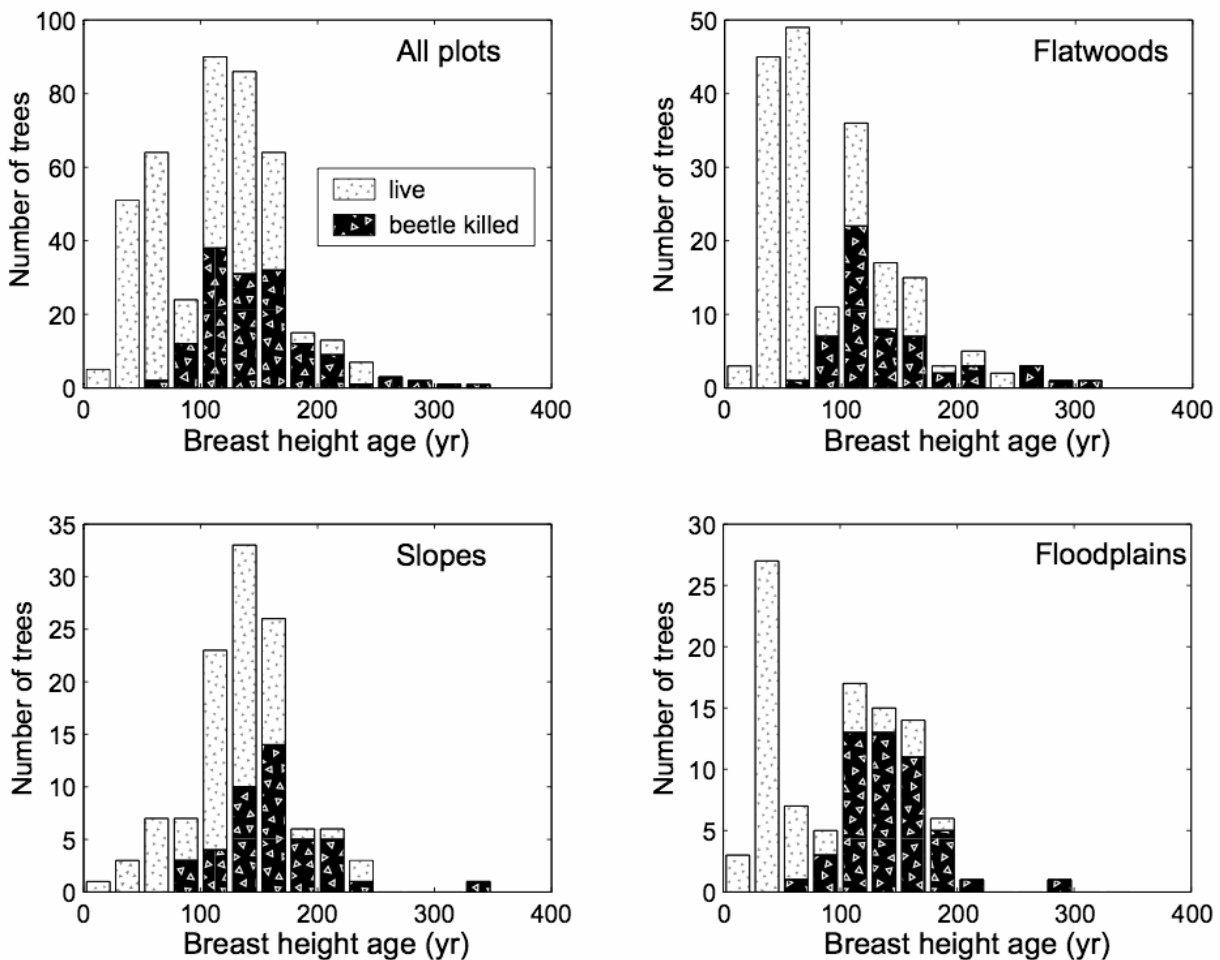 All plots
100
80
60
40
20
0
Number of trees
live
beetle killed
0 100 200 300 400
Breast height age (yr)
Flatwoods
50
40
30
20
10
0
Number of trees
0 100 200 300 400
Breast height age (yr)
Slopes
35
30
25
20
15
10
5
0
Number of trees
0 100 200 300 400
Breast height age (yr)
Floodplains
30
25
20
15
10
5
0
Number of trees
0 100 200 300 400
Breast height age (yr)